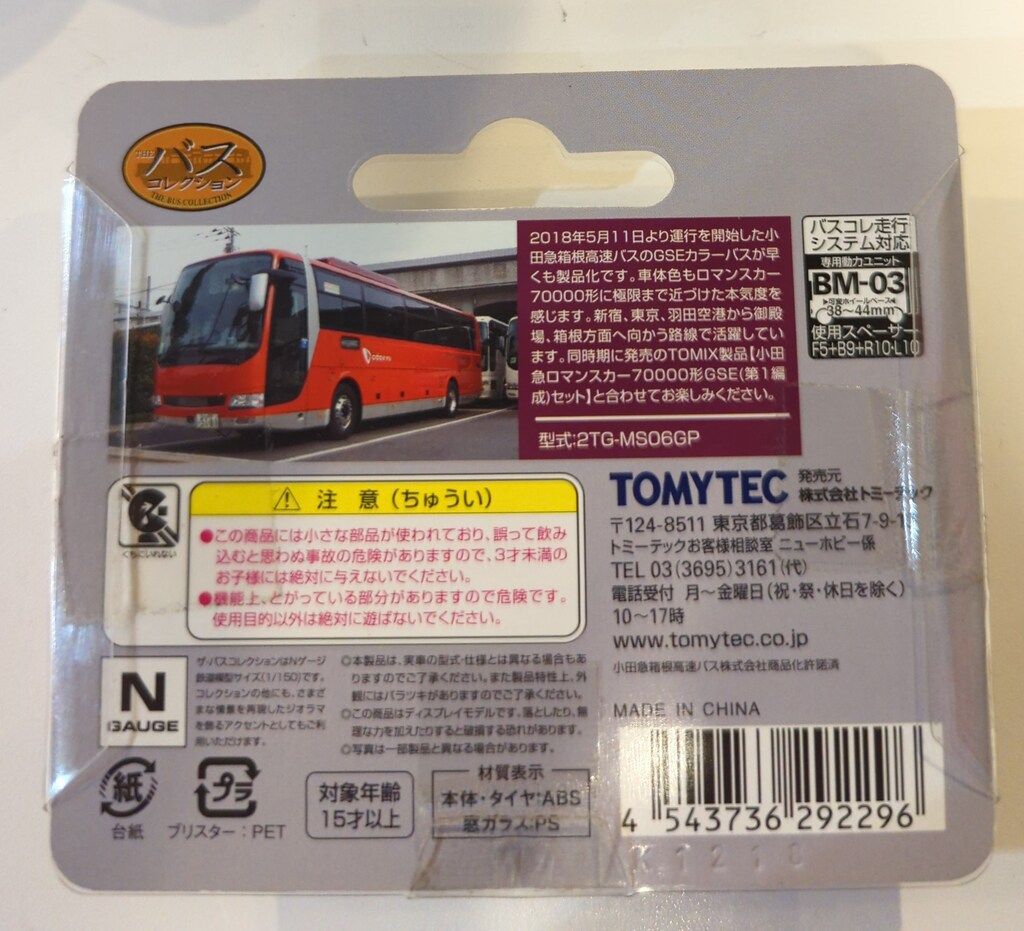 THE
バス
コレクション
THE BUS COLLECTION
2018年5月11日より運行を開始した小
田急箱根高速バスのGSEカラーバスが早
くも製品化です。車体色もロマンスカー
70000形に極限まで近づけた本気度を
感じます。新宿、東京、羽田空港から御殿
場、箱根方面へ向かう路線で活躍してい
ます。同時期に発売のTOMIX製品【小田
急ロマンスカー70000形GSE(第1編
成)セット】と合わせてお楽しみください。
型式:2TG-MS06GP
バスコレ走行
システム対応
専用動力ユニット
BM-03
▶可変ホイールベース◀
38〜44mm
使用スペーサー
F5+B9+R10・L10
くちにいれない
注 意 (ちゅうい)
●この商品には小さな部品が使われており、誤って飲み
込むと思わぬ事故の危険がありますので、3才未満の
お子様には絶対に与えないでください。
●機能上、とがっている部分がありますので危険です。
使用目的以外は絶対に遊ばないでください。
TOMYTEC 発売元
株式会社トミーテック
〒124-8511 東京都葛飾区立石7-9-1
トミーテックお客様相談室 ニューホビー係
TEL 03(3695)3161(代)
電話受付 月〜金曜日(祝・祭・休日を除く)
10〜17時
www.tomytec.co.jp
小田急箱根高速バス株式会社商品化許諾済
MADE IN CHINA
N
GAUGE
ザ・バスコレクションはNゲージ
鉄道模型サイズ(1/150)です。
コレクションの他にも、さまざ
まな情景を再現したジオラマ
を飾るアクセントとしてもご利
用いただけます。
◎本製品は、実車の型式・仕様とは異なる場合もあ
りますのでご了承ください。また製品特性上、外
観にはバラツキがありますのでご了承ください。
◎この商品はディスプレイモデルです。落としたり、無
理な力を加えたりすると破損する恐れがあります。
◎写真は一部製品と異なる場合があります。
紙
台紙
プラ
ブリスター：PET
対象年齢
15才以上
材質表示
本体・タイヤ:ABS
窓ガラス:PS
4 543736 292296